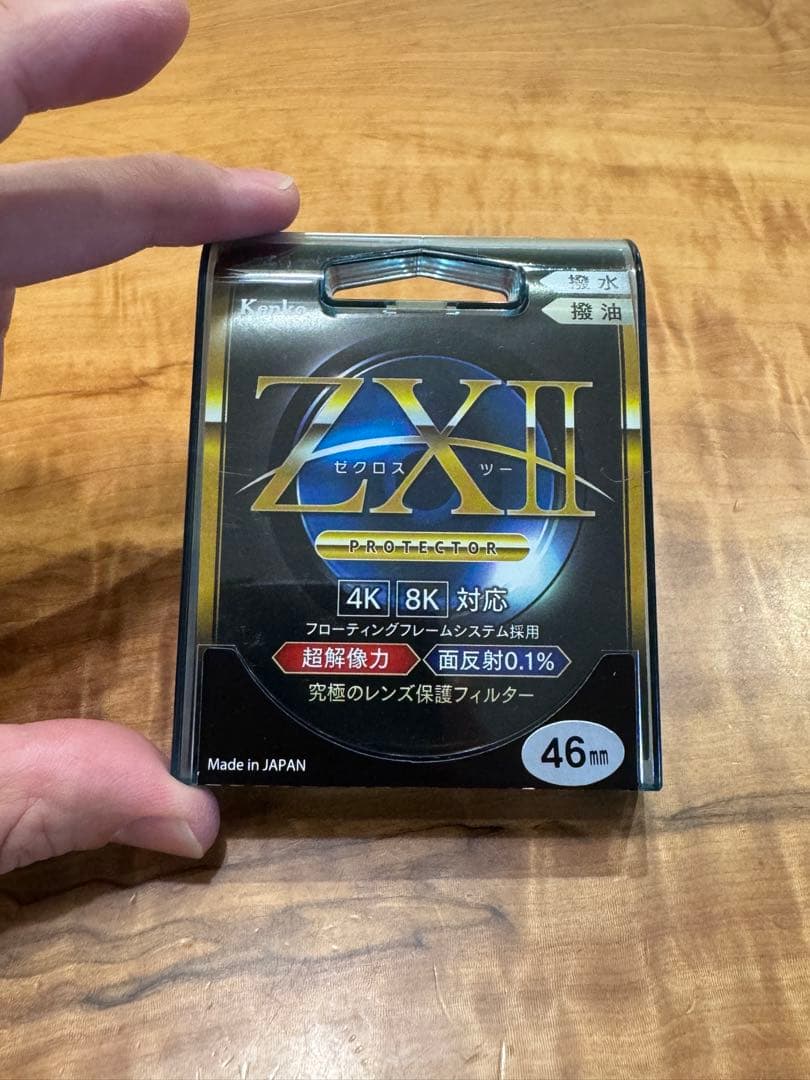 Kenko
撥水
撥油
ZXII
ゼクロス ツー
PROTECTOR
4K 8K 対応
フローティングフレームシステム採用
超解像力 面反射0.1%
究極のレンズ保護フィルター
Made in JAPAN
46mm